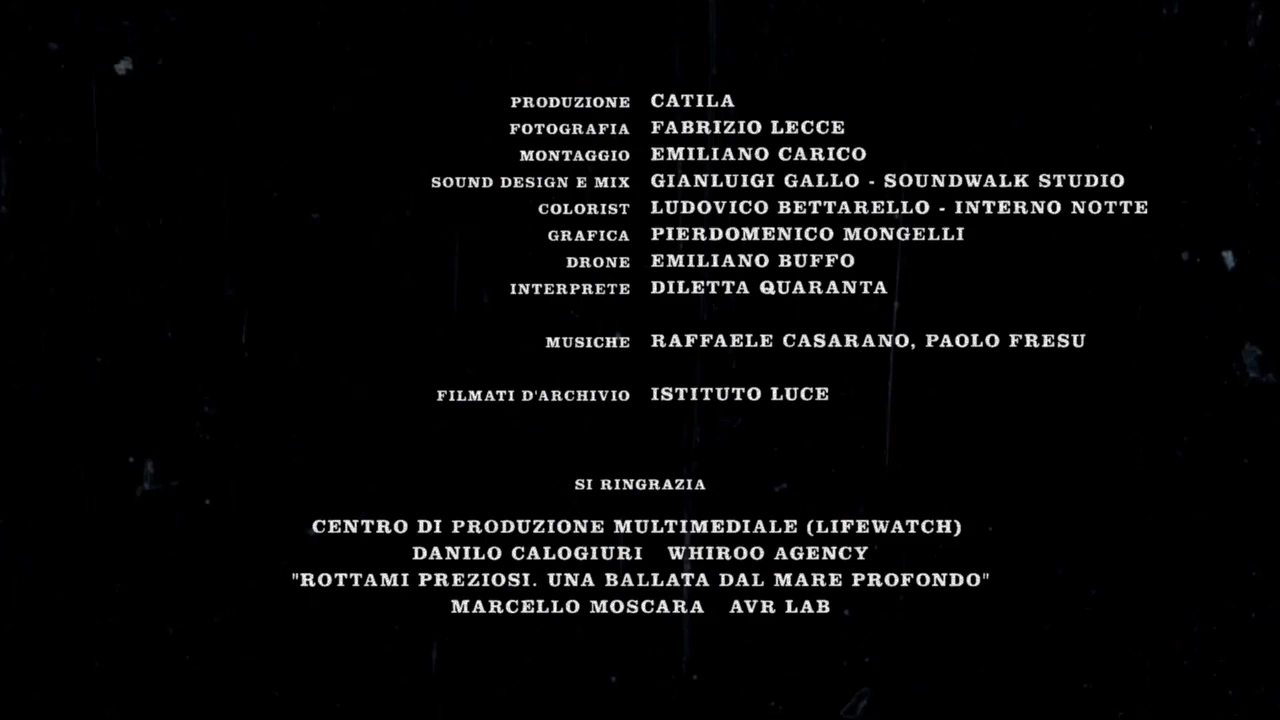 PRODUZIONE CATILA
FOTOGRAFIA FABRIZIO LECCE
MONTAGGIO EMILIANO CARICO
SOUND DESIGN E MIX GIANLUIGI GALLO - SOUNDWALK STUDIO
COLORIST LUDOVICO BETTARELLO - INTERNO NOTTE
GRAFICA PIERDOMENICO MONGELLI
DRONE EMILIANO BUFFO
INTERPRETE DILETTA QUARANTA
MUSICHE RAFFAELE CASARANO, PAOLO FRESU
FILMATI D'ARCHIVIO ISTITUTO LUCE
SI RINGRAZIA
CENTRO DI PRODUZIONE MULTIMEDIALE (LIFEWATCH)
DANILO CALOGIURI WHIROO AGENCY
"ROTTAMI PREZIOSI. UNA BALLATA DAL MARE PROFONDO"
MARCELLO MOSCARA AVR LAB